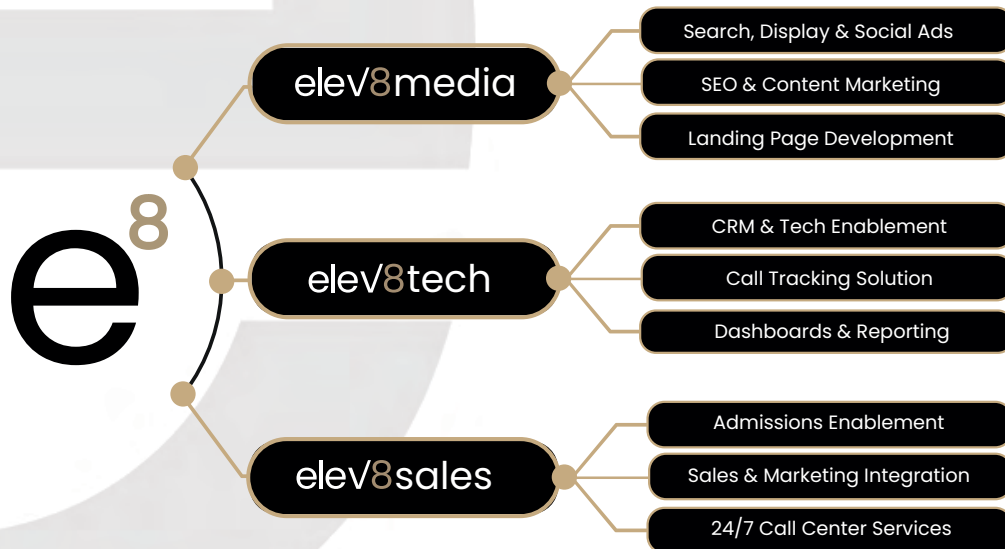 e8
elev8media
Search, Display & Social Ads
SEO & Content Marketing
Landing Page Development
elev8tech
CRM & Tech Enablement
Call Tracking Solution
Dashboards & Reporting
elev8sales
Admissions Enablement
Sales & Marketing Integration
24/7 Call Center Services